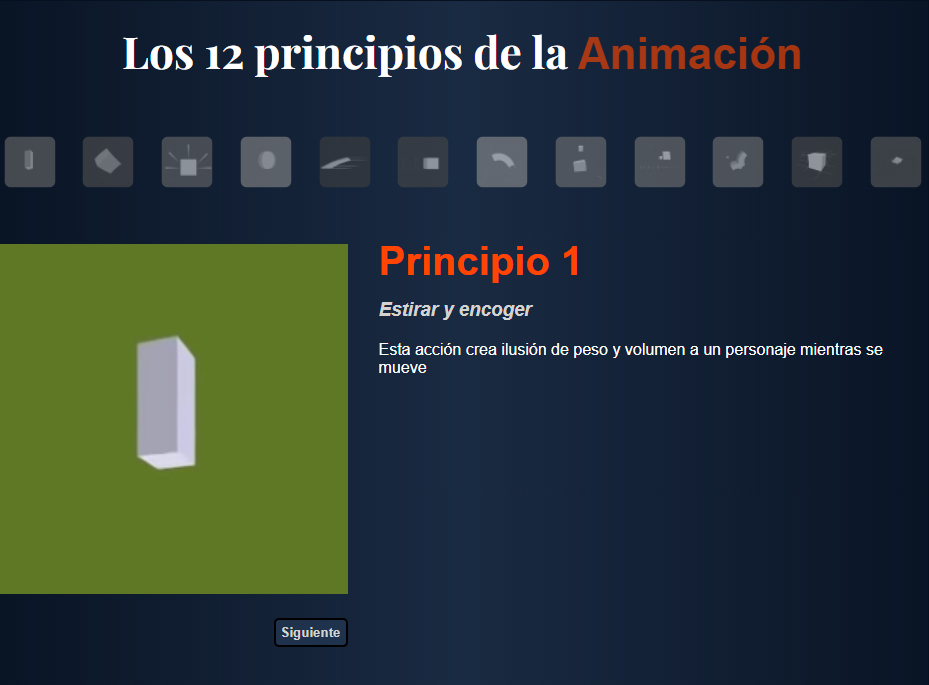 Los 12 principios de la Animación
Principio 1
Estirar y encoger
Esta acción crea ilusión de peso y volumen a un personaje mientras se
mueve
Siguiente